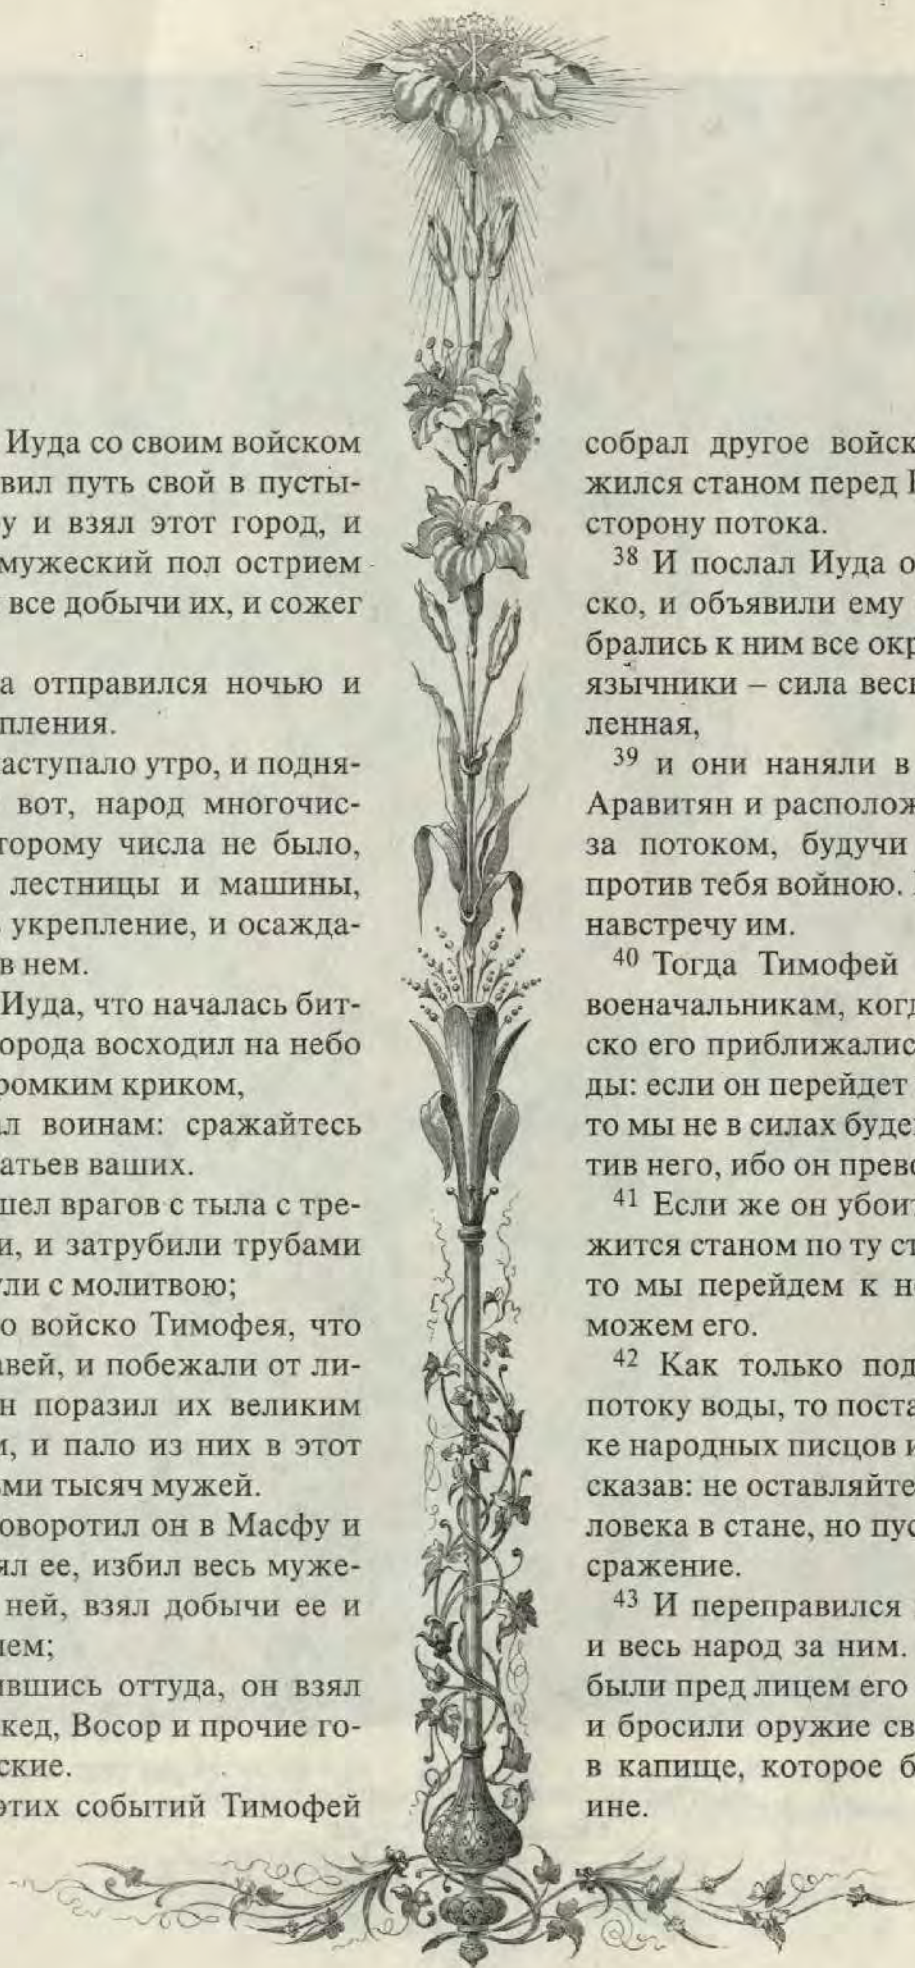 Иуда со своим войском
вил путь свой в пусты-
у и взял этот город, и
мужеский пол острием
все добычи их, и сожег
а отправился ночью и
пления.
аступало утро, и подня-
вот, народ многочис-
торому числа не было,
лестницы и машины,
укрепление, и осажда-
в нем.
Иуда, что началась бит-
орода восходил на небо
ромким криком,
ал воинам: сражайтесь
атьев ваших.
шел врагов с тыла с тре-
и, и затрубили трубами
ули с молитвою;
о войско Тимофея, что
авей, и побежали от ли-
н поразил их великим
и, и пало из них в этот
ьми тысяч мужей.
оворотил он в Масфу и
ял ее, избил весь муже-
ней, взял добычи ее и
нем;
ившись оттуда, он взял
кед, Восор и прочие го-
ские.
этих событий Тимофей
собрал другое войск
жился станом перед
сторону потока.
38 И послал Иуда о
ско, и объявили ему
брались к ним все окр
язычники – сила весь
ленная,
39 и они наняли в
Аравитян и располож
за потоком, будучи
против тебя войною.
навстречу им.
40 Тогда Тимофей
военачальникам, когд
ско его приближалис
ды: если он перейдет
то мы не в силах буде
тив него, ибо он прево
41 Если же он убоит
жится станом по ту ст
то мы перейдем к н
можем его.
42 Как только под
потоку воды, то поста
ке народных писцов и
сказав: не оставляйте
ловека в стане, но пус
сражение.
43 И переправился
и весь народ за ним.
были пред лицем его
и бросили оружие св
в капище, которое б
ине.